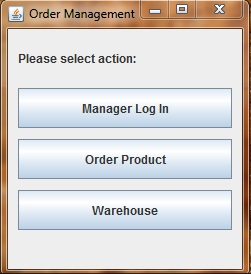 Order Management
Please select action:
Manager Log In
Order Product
Warehouse